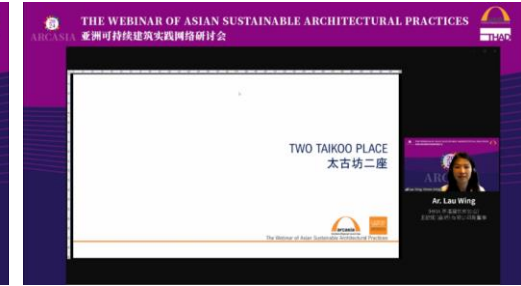 THE WEBINAR OF ASIAN SUSTAINABLE ARCHITECTURAL PRACTICES
ARCASIA 亚洲可持续建筑实践网络研讨会
THAD
TWO TAIKOO PLACE
太古坊二座
ARCASIA
The Webinar of Asian Sustainable Architectural Practices
ARC
Ar. Lau Wing